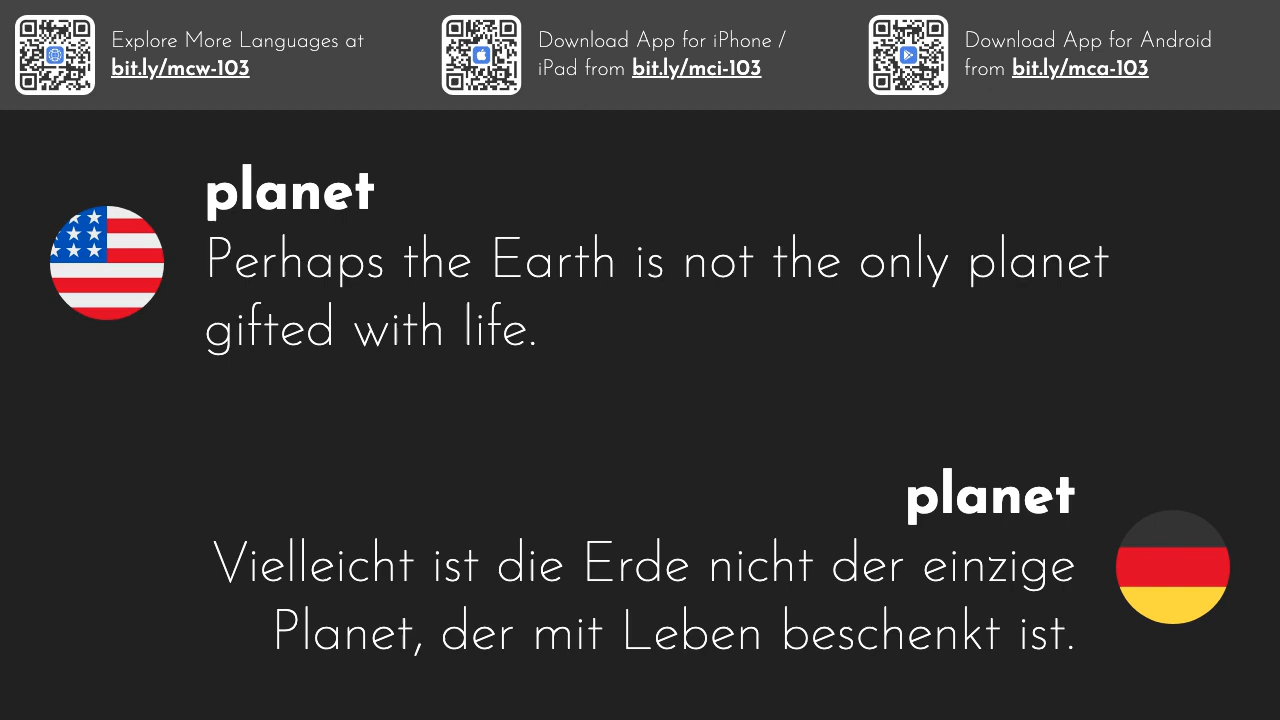 Explore More Languages at
bit.ly/mcw-103
Download App for iPhone /
iPad from bit.ly/mci-103
Download App for Android
from bit.ly/mca-103
planet
Perhaps the Earth is not the only planet
gifted with life.
planet
Vielleicht ist die Erde nicht der einzige
Planet, der mit Leben beschenkt ist.